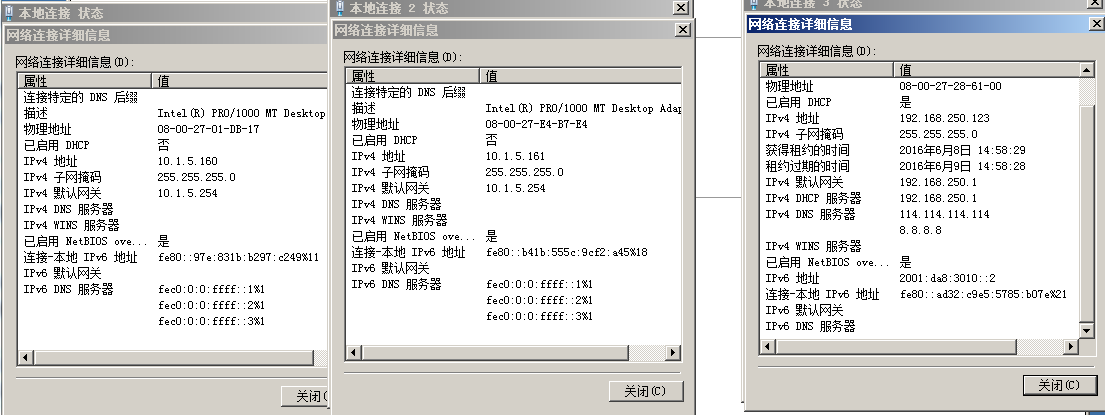 本地连接 状态
网络连接详细信息
网络连接详细信息(D):
属性 值
连接特定的 DNS 后缀
描述 Intel(R) PRO/1000 MT Desktop
物理地址 08-00-27-01-DB-17
已启用 DHCP 否
IPv4 地址 10.1.5.160
IPv4 子网掩码 255.255.255.0
IPv4 默认网关 10.1.5.254
IPv4 DNS 服务器
IPv4 WINS 服务器
已启用 NetBIOS ove... 是
连接-本地 IPv6 地址 fe80::97e:831b:b297:c249%11
IPv6 默认网关
IPv6 DNS 服务器 fec0:0:0:ffff::1%1
fec0:0:0:ffff::2%1
fec0:0:0:ffff::3%1
关闭(
本地连接 2 状态
网络连接详细信息
网络连接详细信息(D):
属性 值
连接特定的 DNS 后缀
描述 Intel(R) PRO/1000 MT Desktop Adap
物理地址 08-00-27-E4-B7-E4
已启用 DHCP 否
IPv4 地址 10.1.5.161
IPv4 子网掩码 255.255.255.0
IPv4 默认网关 10.1.5.254
IPv4 DNS 服务器
IPv4 WINS 服务器
已启用 NetBIOS ove... 是
连接-本地 IPv6 地址 fe80::b41b:555c:9ef2:a45%18
IPv6 默认网关
IPv6 DNS 服务器 fec0:0:0:ffff::1%1
fec0:0:0:ffff::2%1
fec0:0:0:ffff::3%1
关闭(C)
本地连接 3 状态
网络连接详细信息
网络连接详细信息(D):
属性 值
物理地址 08-00-27-28-61-00
已启用 DHCP 是
IPv4 地址 192.168.250.123
IPv4 子网掩码 255.255.255.0
获得租约的时间 2016年6月8日 14:58:29
租约过期的时间 2016年6月9日 14:58:28
IPv4 默认网关 192.168.250.1
IPv4 DHCP 服务器 192.168.250.1
IPv4 DNS 服务器 114.114.114.114
8.8.8.8
IPv4 WINS 服务器
已启用 NetBIOS ove... 是
IPv6 地址 2001:da8:3010::2
连接-本地 IPv6 地址 fe80::ad32:c9e5:5785:b07e%21
IPv6 默认网关
IPv6 DNS 服务器
关闭(C)